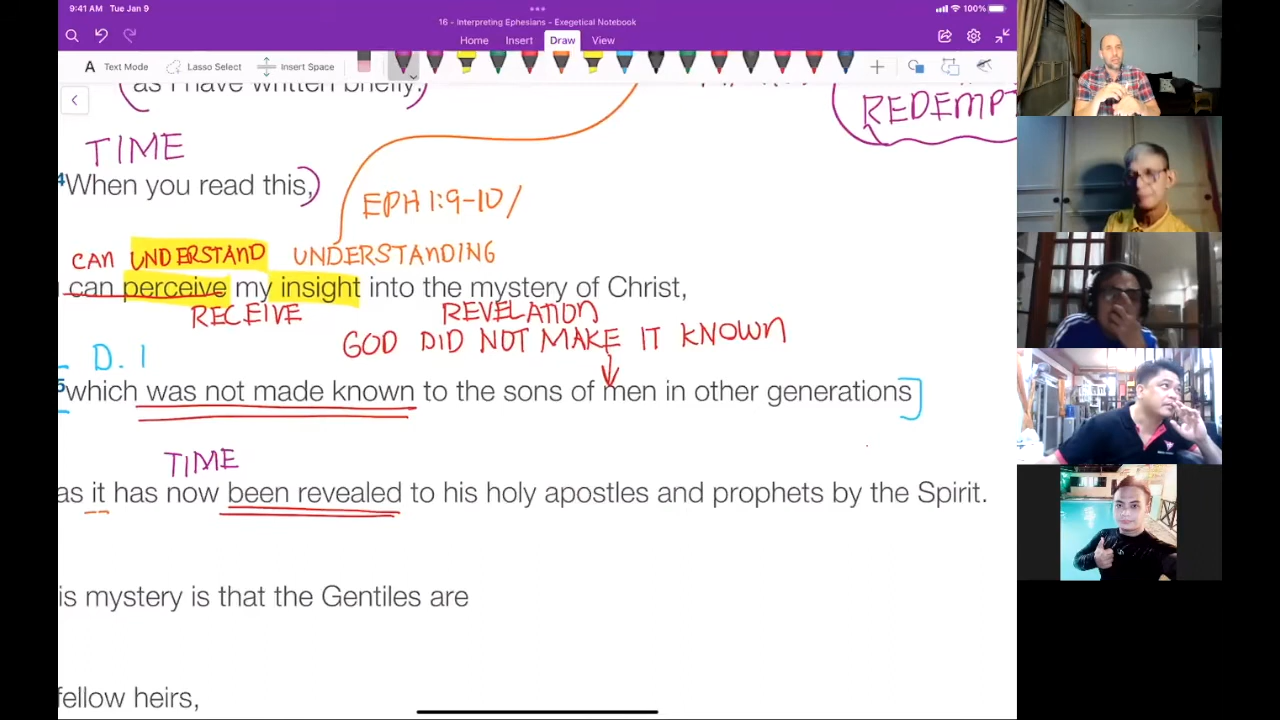 9:41 AM Tue Jan 9
100%
16 - Interpreting Ephesians - Exegetical Notebook
Home Insert Draw View
A Text Mode Lasso Select Insert Space
as I have written briefly.)
REDEMPT
TIME
4When you read this,)
EPH 1:9-10/
CAN UNDERSTAND UNDERSTANDING
can perceive my insight into the mystery of Christ,
RECEIVE REVELATION
GOD DID NOT MAKE IT KNOWN
D. 1
5which was not made known to the sons of men in other generations]
TIME
as it has now been revealed to his holy apostles and prophets by the Spirit.
is mystery is that the Gentiles are
fellow heirs,